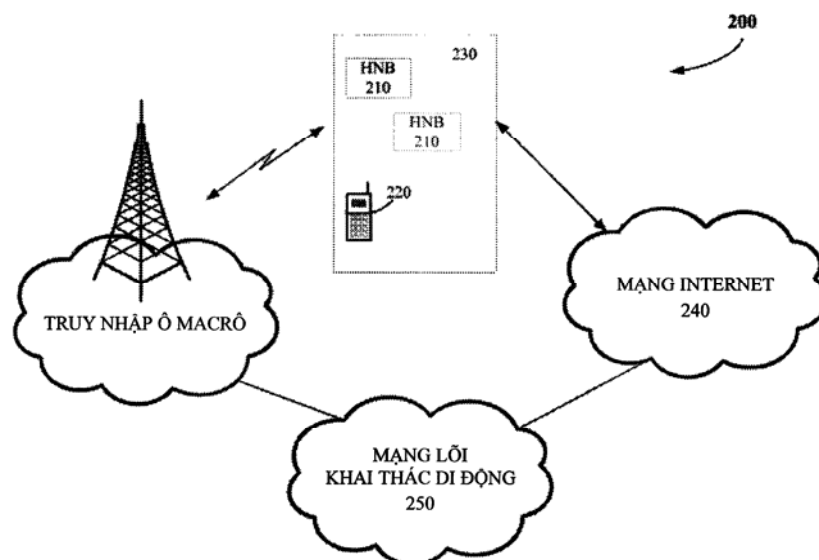 200
230
HNB
210
HNB
210
220
TRUY NHẬP Ô MACRÔ
MẠNG INTERNET
240
MẠNG LÕI
KHAI THÁC DI ĐỘNG
250